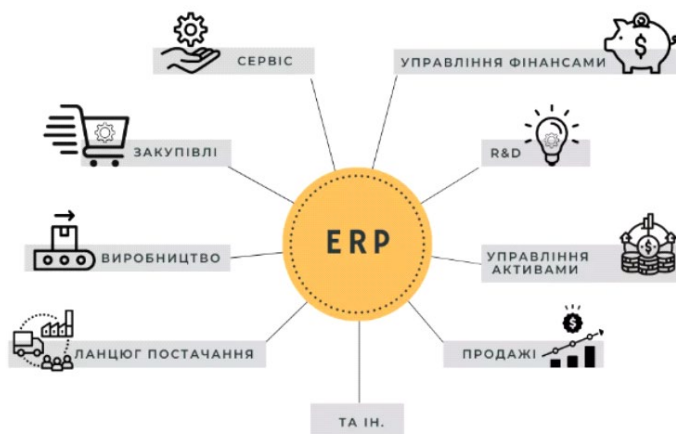 СЕРВІС
УПРАВЛІННЯ ФІНАНСАМИ
ЗАКУПІВЛІ
R&D
ERP
ВИРОБНИЦТВО
УПРАВЛІННЯ
АКТИВАМИ
ЛАНЦЮГ ПОСТАЧАННЯ
ПРОДАЖІ
ТА ІН.